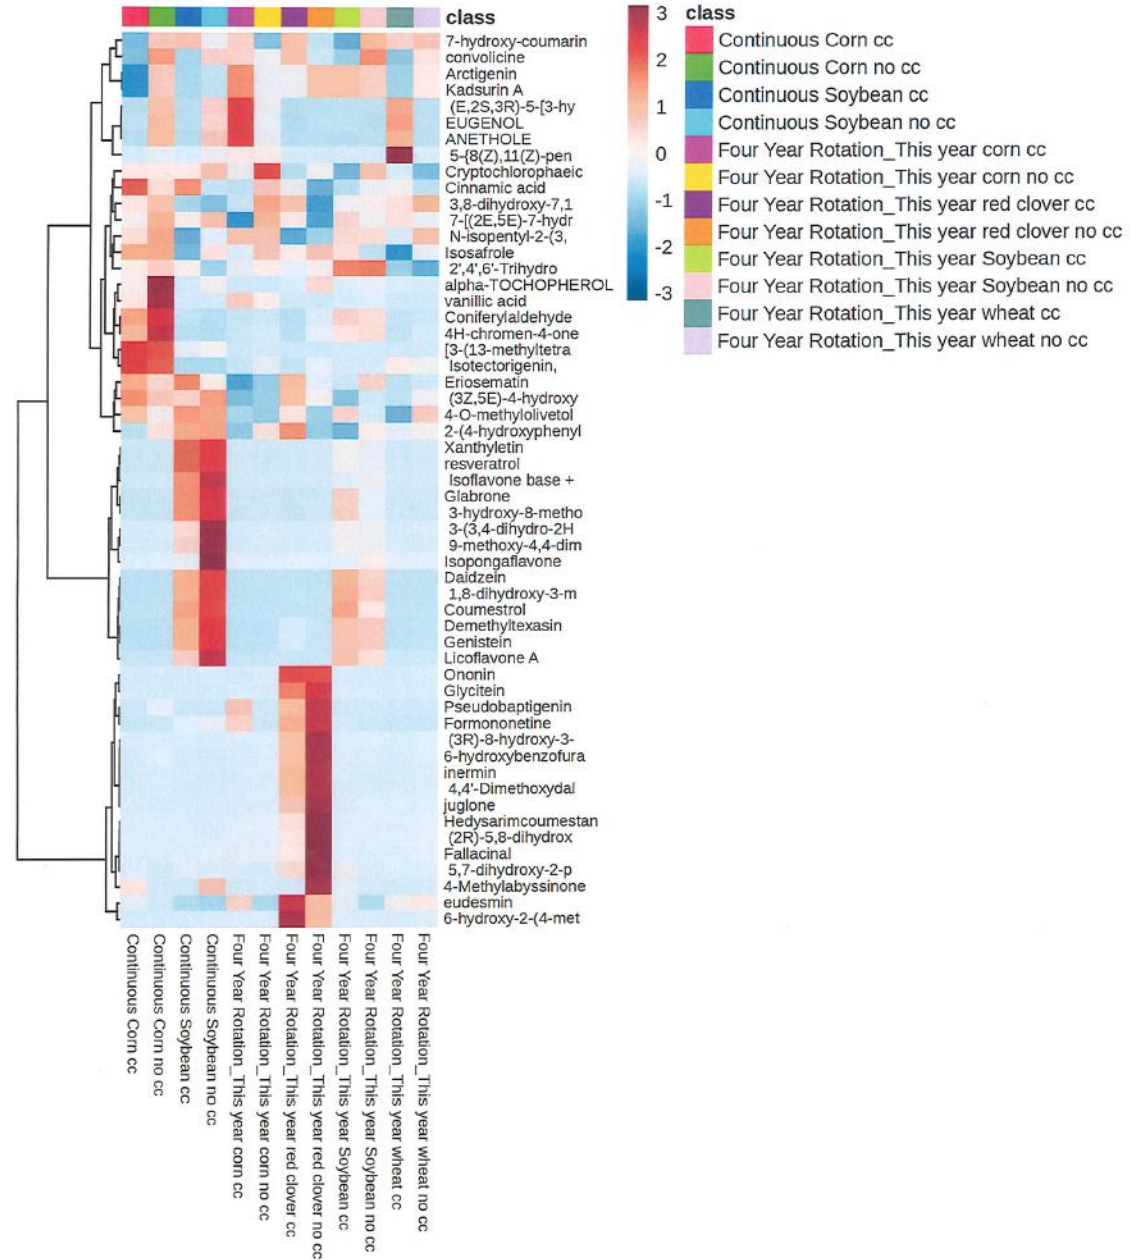 class
7-hydroxy-coumarin
convolicine
Arctigenin
Kadsurin A
(E,2S,3R)-5-[3-hy
EUGENOL
ANETHOLE
5-{8(Z),11(Z)-pen
Cryptochlorophaeic
Cinnamic acid
3,8-dihydroxy-7,1
7-[(2E,5E)-7-hydr
N-isopentyl-2-(3,
Isosafrole
2',4',6'-Trihydro
alpha-TOCHOPHEROL
vanillic acid
Coniferylaldehyde
4H-chromen-4-one
[3-(13-methyltetra
Isotectorigenin,
Eriosematin
(3Z,5E)-4-hydroxy
4-O-methylolivetol
2-(4-hydroxyphenyl
Xanthyletin
resveratrol
Isoflavone base +
Glabrone
3-hydroxy-8-metho
3-(3,4-dihydro-2H
9-methoxy-4,4-dim
Isopongaflavone
Daidzein
1,8-dihydroxy-3-m
Coumestrol
Demethyltexasin
Genistein
Licoflavone A
Ononin
Glycitein
Pseudobaptigenin
Formononetine
(3R)-8-hydroxy-3-
6-hydroxybenzofura
inermin
4,4'-Dimethoxydal
juglone
Hedysarimcoumestan
(2R)-5,8-dihydrox
Fallacinal
5,7-dihydroxy-2-p
4-Methylabyssinone
eudesmin
6-hydroxy-2-(4-met
3
2
1
0
-1
-2
-3
class
Continuous Corn cc
Continuous Corn no cc
Continuous Soybean cc
Continuous Soybean no cc
Four Year Rotation_This year corn cc
Four Year Rotation_This year corn no cc
Four Year Rotation_This year red clover cc
Four Year Rotation_This year red clover no cc
Four Year Rotation_This year Soybean cc
Four Year Rotation_This year Soybean no cc
Four Year Rotation_This year wheat cc
Four Year Rotation_This year wheat no cc
Continuous Corn cc
Continuous Corn no cc
Continuous Soybean cc
Continuous Soybean no cc
Four Year Rotation_This year corn cc
Four Year Rotation_This year corn no cc
Four Year Rotation_This year red clover cc
Four Year Rotation_This year red clover no cc
Four Year Rotation_This year Soybean cc
Four Year Rotation_This year Soybean no cc
Four Year Rotation_This year wheat cc
Four Year Rotation_This year wheat no cc